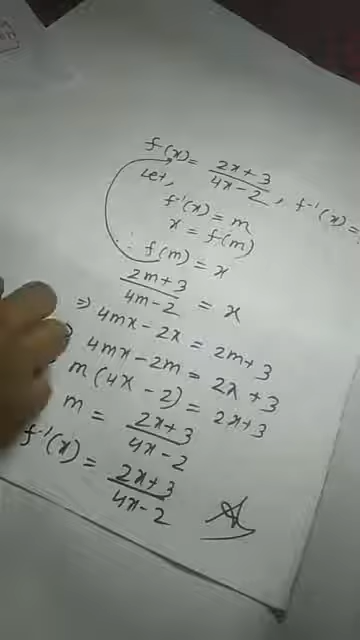 f(x) = 2x+3 / 4x-2 , f⁻¹(x) =
Let,
f⁻¹(x) = m
x = f(m)
∴ f(m) = x
2m+3 / 4m-2 = x
⇒ 4mx - 2x = 2m+3
4mx - 2m = 2x+3
m(4x-2) = 2x+3
m = 2x+3 / 4x-2
f⁻¹(x) = 2x+3 / 4x-2